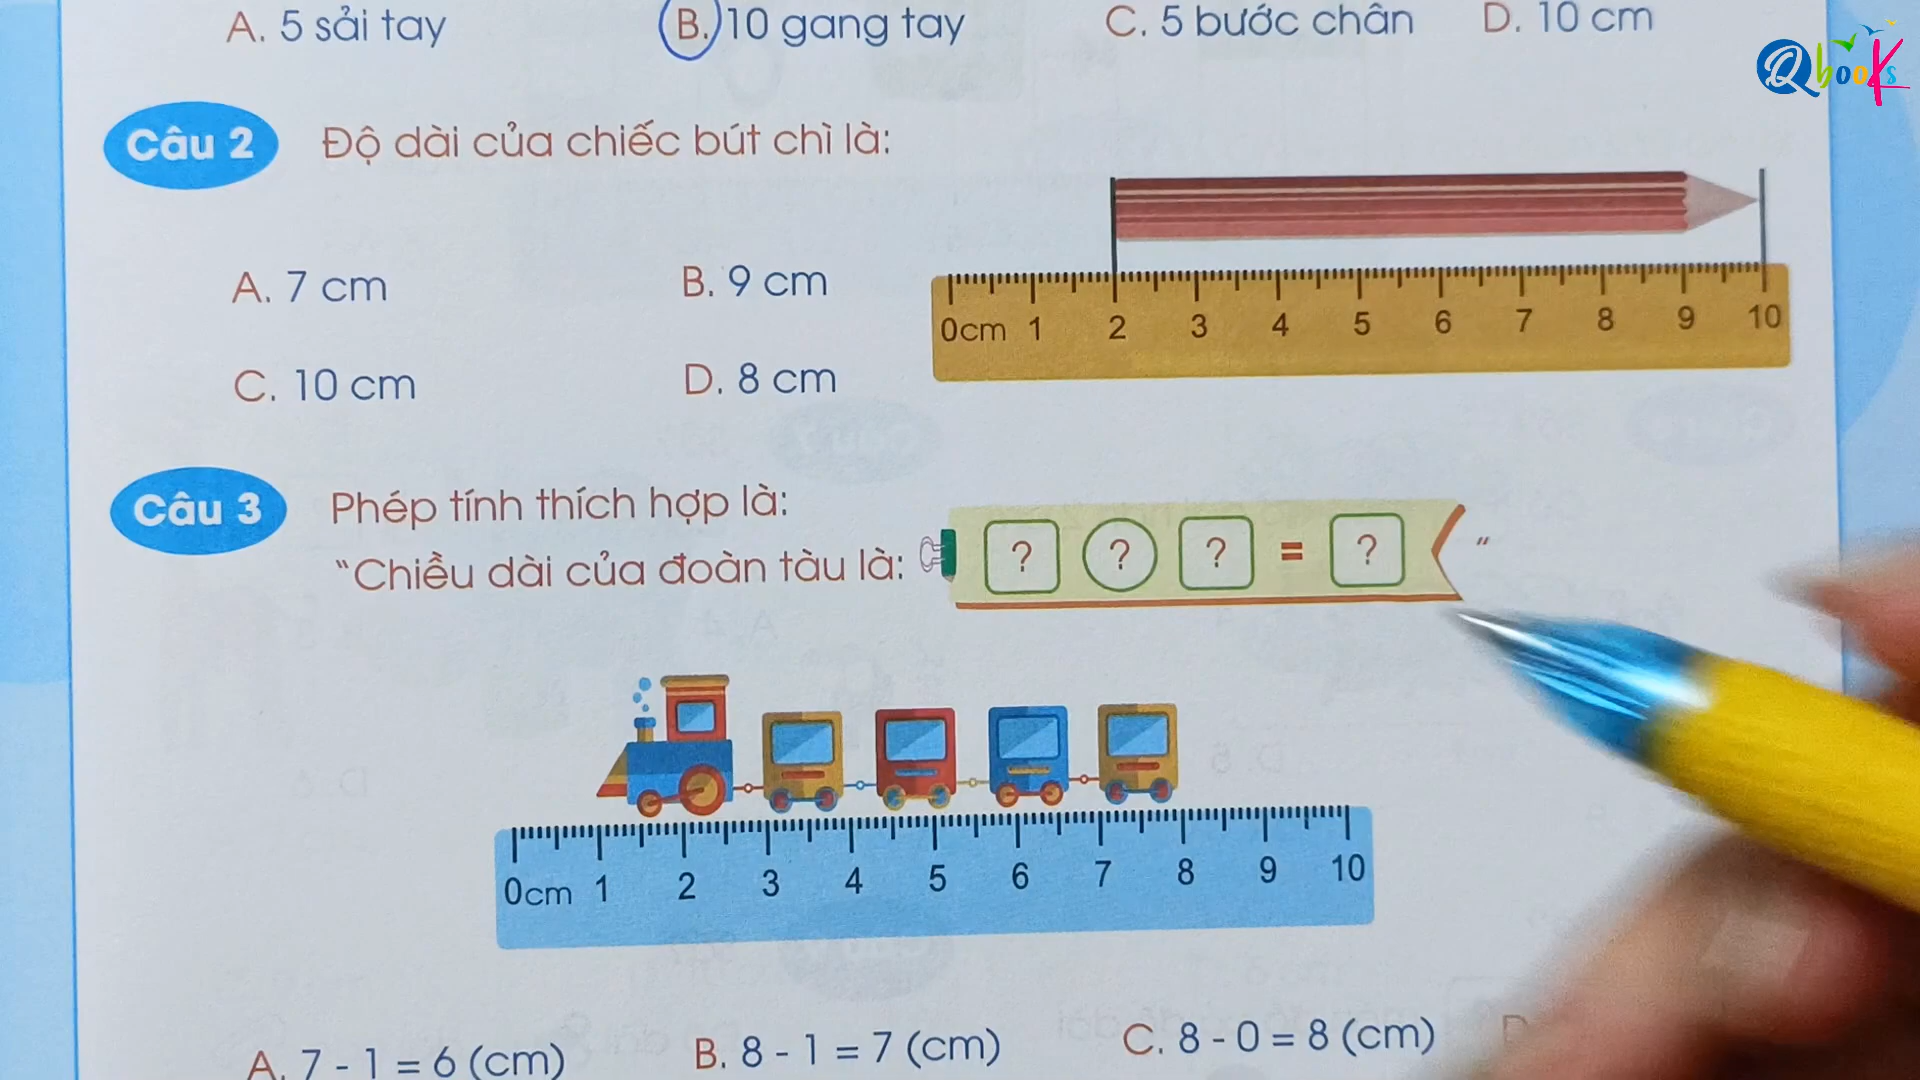 A. 5 sải tay B. 10 gang tay C. 5 bước chân D. 10 cm
Qbooks
Câu 2 Độ dài của chiếc bút chì là:
A. 7 cm B. 9 cm
C. 10 cm D. 8 cm
0cm 1 2 3 4 5 6 7 8 9 10
Câu 3 Phép tính thích hợp là:
"Chiều dài của đoàn tàu là: ? ? ? = ? "
0cm 1 2 3 4 5 6 7 8 9 10
A. 7 - 1 = 6 (cm) B. 8 - 1 = 7 (cm) C. 8 - 0 = 8 (cm) D